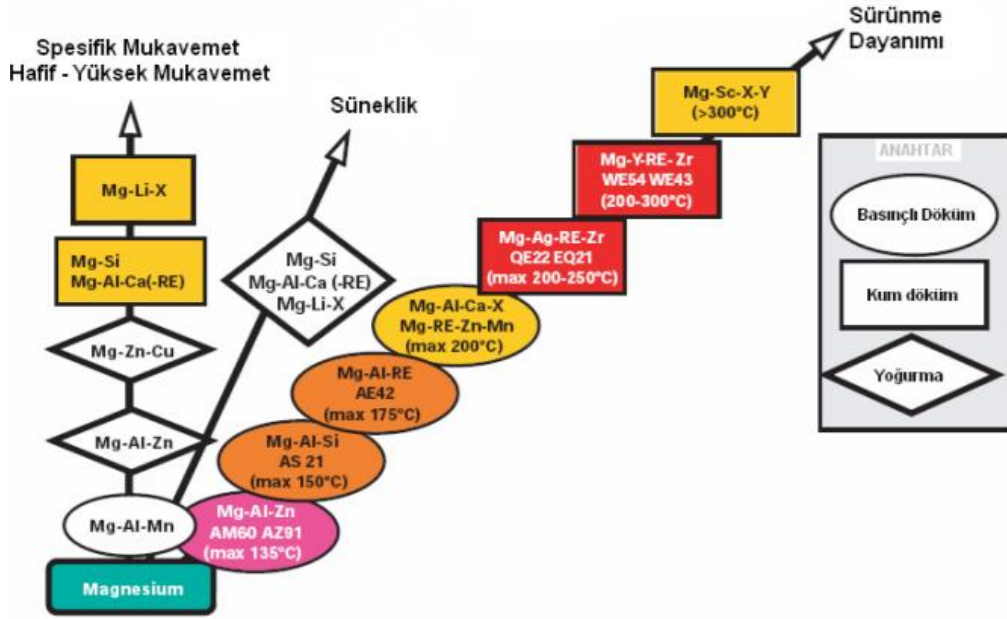 Spesifik Mukavemet
Hafif - Yüksek Mukavemet
Mg-Li-X
Mg-Si
Mg-Al-Ca(-RE)
Mg-Zn-Cu
Mg-Al-Zn
Mg-Al-Mn
Magnesium
Süneklik
Mg-Si
Mg-Al-Ca (-RE)
Mg-Li-X
Sürünme
Dayanımı
Mg-Sc-X-Y
(>300°C)
Mg-Y-RE-Zr
WE54 WE43
(200-300°C)
Mg-Ag-RE-Zr
QE22 EQ21
(max 200-250°C)
Mg-Al-Ca-X
Mg-RE-Zn-Mn
(max 200°C)
Mg-Al-RE
AE42
(max 175°C)
Mg-Al-Si
AS 21
(max 150°C)
Mg-Al-Zn
AM60 AZ91
(max 135°C)
ANAHTAR
Basınçlı Döküm
Kum döküm
Yoğurma